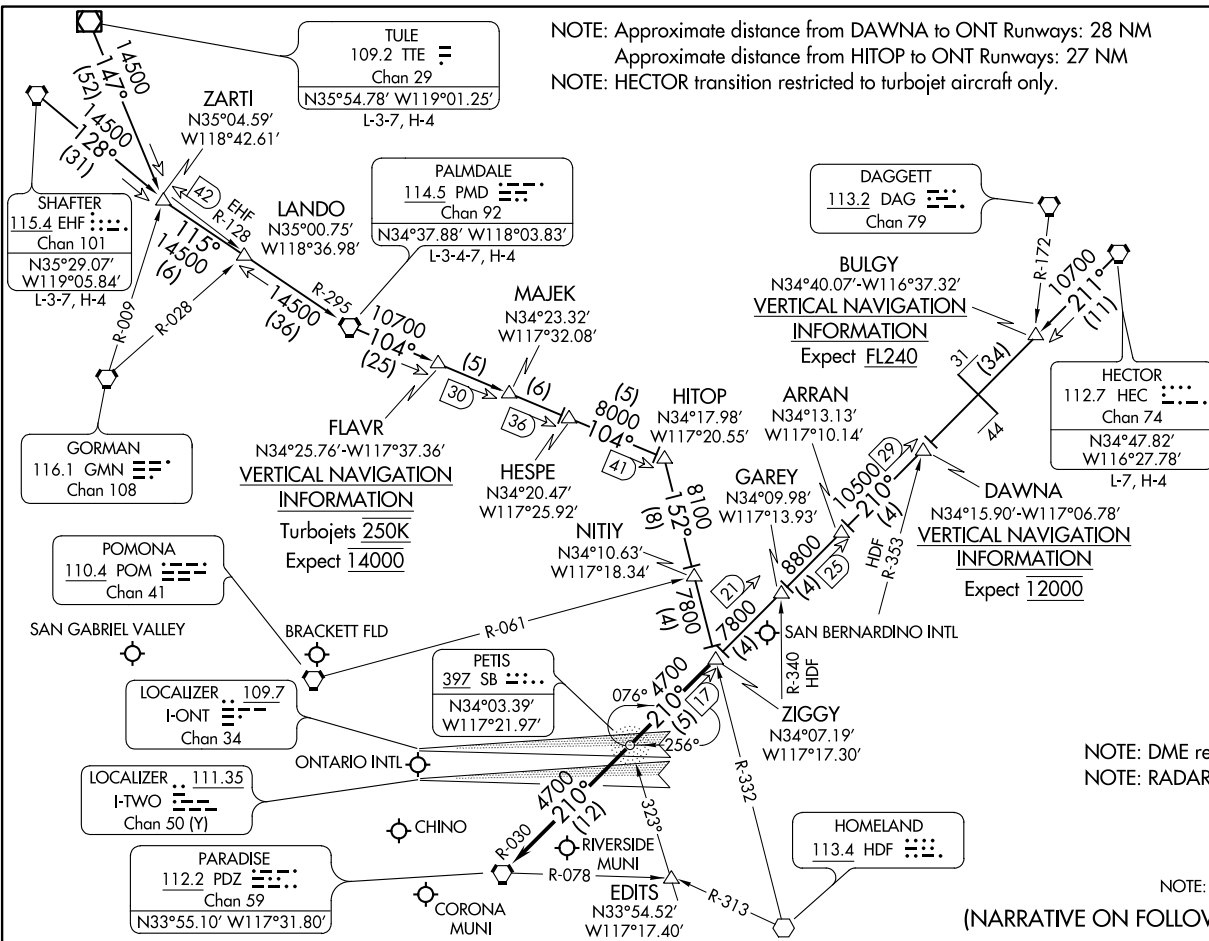 NOTE: Approximate distance from DAWNA to ONT Runways: 28 NM
Approximate distance from HITOP to ONT Runways: 27 NM
NOTE: HECTOR transition restricted to turbojet aircraft only.
TULE
109.2 TTE
Chan 29
N35°54.78' W119°01.25'
L-3-7, H-4
14500
147°
(52)
14500
128°
(31)
ZARTI
N35°04.59'
W118°42.61'
SHAFTER
115.4 EHF
Chan 101
N35°29.07'
W119°05.84'
L-3-7, H-4
42
EHF
R-128
115°
14500
(6)
LANDO
N35°00.75'
W118°36.98'
PALMDALE
114.5 PMD
Chan 92
N34°37.88' W118°03.83'
L-3-4-7, H-4
R-009
R-028
GORMAN
116.1 GMN
Chan 108
R-295
14500
(36)
10700
104°
(25)
FLAVR
N34°25.76'-W117°37.36'
VERTICAL NAVIGATION
INFORMATION
Turbojets 250K
Expect 14000
(5)
30
MAJEK
N34°23.32'
W117°32.08'
(6)
36
HESPE
N34°20.47'
W117°25.92'
(5)
8000
104°
41
HITOP
N34°17.98'
W117°20.55'
8100
152°
(8)
NITIY
N34°10.63'
W117°18.34'
7800
(4)
DAGGETT
113.2 DAG
Chan 79
R-172
10700
211°
(11)
BULGY
N34°40.07'-W116°37.32'
VERTICAL NAVIGATION
INFORMATION
Expect FL240
HECTOR
112.7 HEC
Chan 74
N34°47.82'
W116°27.78'
L-7, H-4
31
(34)
44
DAWNA
N34°15.90'-W117°06.78'
VERTICAL NAVIGATION
INFORMATION
Expect 12000
HDF
R-353
29
10500
210°
(4)
ARRAN
N34°13.13'
W117°10.14'
25
8800
(4)
GAREY
N34°09.98'
W117°13.93'
21
7800
(4)
SAN BERNARDINO INTL
R-340
HDF
ZIGGY
N34°07.19'
W117°17.30'
17
4700
210°
(5)
POMONA
110.4 POM
Chan 41
SAN GABRIEL VALLEY
BRACKETT FLD
R-061
PETIS
397 SB
N34°03.39'
W117°21.97'
076°
256°
LOCALIZER 109.7
I-ONT
Chan 34
ONTARIO INTL
LOCALIZER 111.35
I-TWO
Chan 50 (Y)
4700
210°
(12)
R-030
CHINO
RIVERSIDE
MUNI
CORONA
MUNI
PARADISE
112.2 PDZ
Chan 59
N33°55.10' W117°31.80'
R-078
323°
EDITS
N33°54.52'
W117°17.40'
R-313
R-332
HOMELAND
113.4 HDF
NOTE: DME re
NOTE: RADAR
NOTE:
(NARRATIVE ON FOLLOW